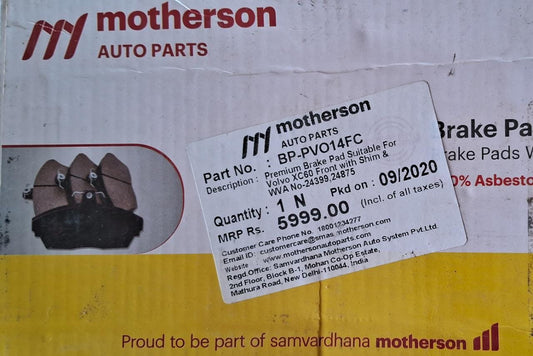 motherson
AUTO PARTS
motherson
AUTO PARTS
Part No. : BP-PVO14FC
Description : Premium Brake Pad Suitable For
Volvo XC60 Front with Shim &
VVA No-24399,24875
Quantity : 1 N Pkd on : 09/2020
MRP Rs. 5999.00 (Incl. of all taxes)
Customer Care Phone No. 18001234277
Email ID: customercare@smas.motherson.com
Website : www.mothersonautoparts.com
Regd.Office: Samvardhana Motherson Auto System Pvt.Ltd.
2nd Floor, Block B-1, Mohan Co-Op Estate,
Mathura Road, New Delhi-110044, India
Brake Pa
rake Pads W
0% Asbesto
Proud to be part of samvardhana motherson